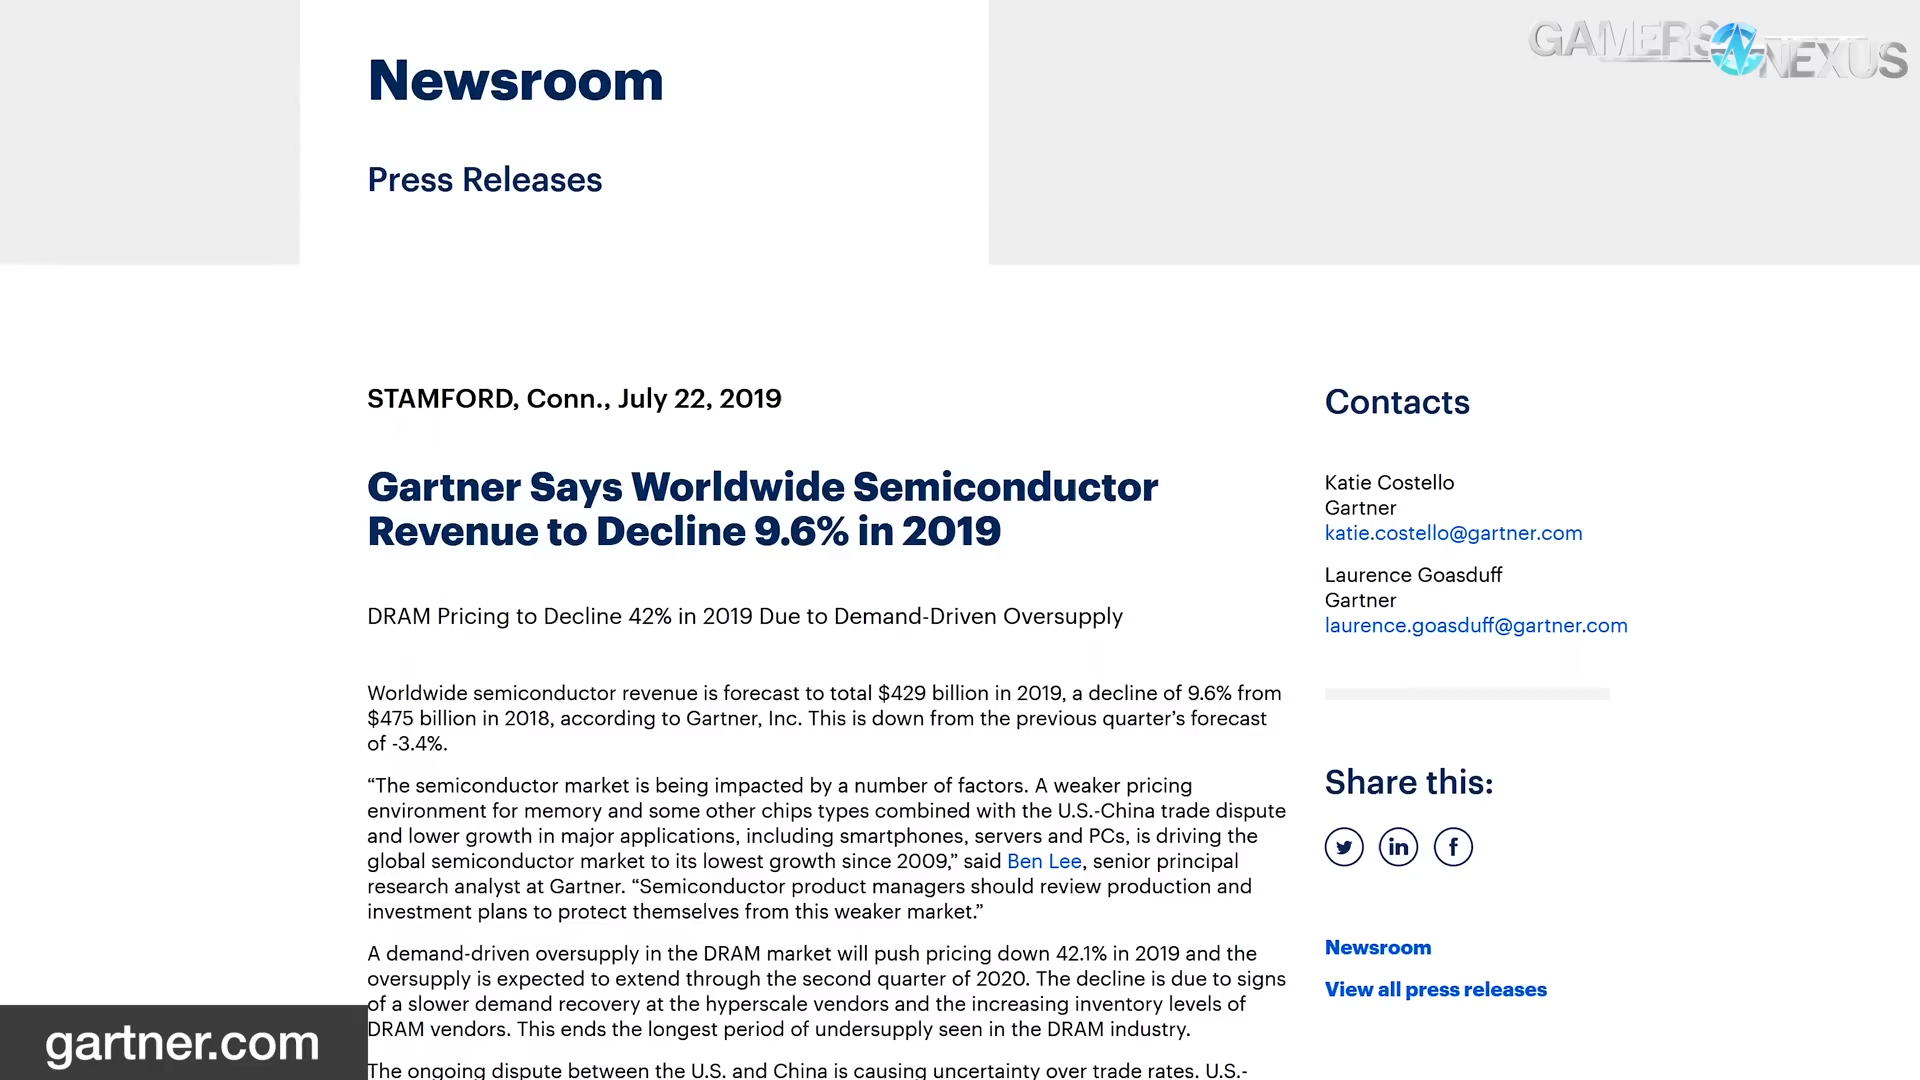 GAMERS NEXUS
Newsroom
Press Releases
STAMFORD, Conn., July 22, 2019
Gartner Says Worldwide Semiconductor
Revenue to Decline 9.6% in 2019
DRAM Pricing to Decline 42% in 2019 Due to Demand-Driven Oversupply
Worldwide semiconductor revenue is forecast to total $429 billion in 2019, a decline of 9.6% from
$475 billion in 2018, according to Gartner, Inc. This is down from the previous quarter’s forecast
of -3.4%.
“The semiconductor market is being impacted by a number of factors. A weaker pricing
environment for memory and some other chips types combined with the U.S.-China trade dispute
and lower growth in major applications, including smartphones, servers and PCs, is driving the
global semiconductor market to its lowest growth since 2009,” said Ben Lee, senior principal
research analyst at Gartner. “Semiconductor product managers should review production and
investment plans to protect themselves from this weaker market.”
A demand-driven oversupply in the DRAM market will push pricing down 42.1% in 2019 and the
oversupply is expected to extend through the second quarter of 2020. The decline is due to signs
of a slower demand recovery at the hyperscale vendors and the increasing inventory levels of
DRAM vendors. This ends the longest period of undersupply seen in the DRAM industry.
The ongoing dispute between the U.S. and China is causing uncertainty over trade rates. U.S.-
Contacts
Katie Costello
Gartner
katie.costello@gartner.com
Laurence Goasduff
Gartner
laurence.goasduff@gartner.com
Share this:
Newsroom
View all press releases
gartner.com